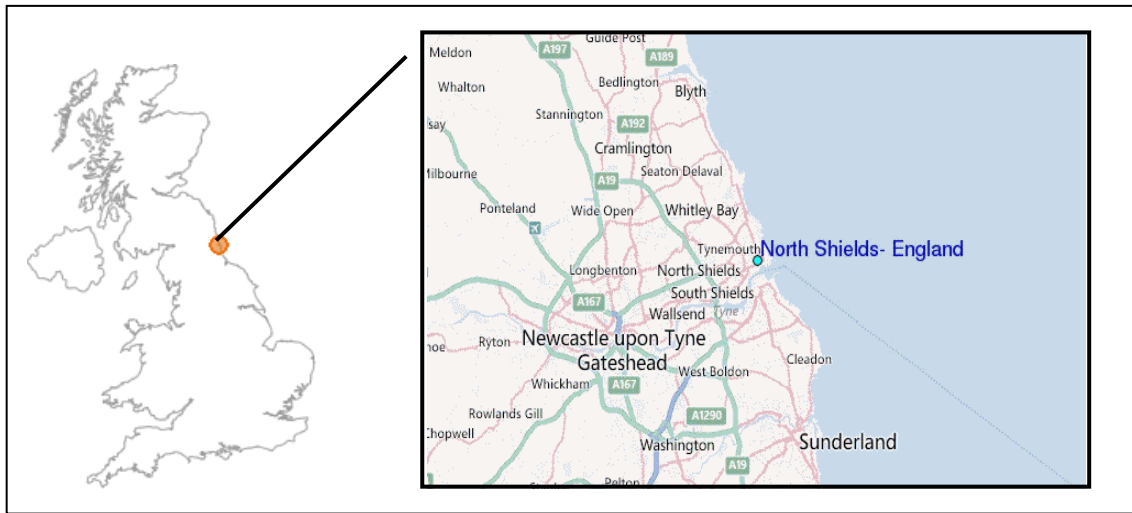 Guide Post
A197
Meldon
A189
Bedlington
Whalton
Blyth
Stannington
A192
Cramlington
A19
Seaton Delaval
Milbourne
Ponteland
Wide Open
Whitley Bay
Tynemouth
North Shields- England
Longbenton
North Shields
South Shields
A167
Wallsend
Tyne
Newcastle upon Tyne
Ryton
Gateshead
Cleadon
West Boldon
Whickham
A167
Rowlands Gill
A1290
Chopwell
Washington
Sunderland
A19
Pelton